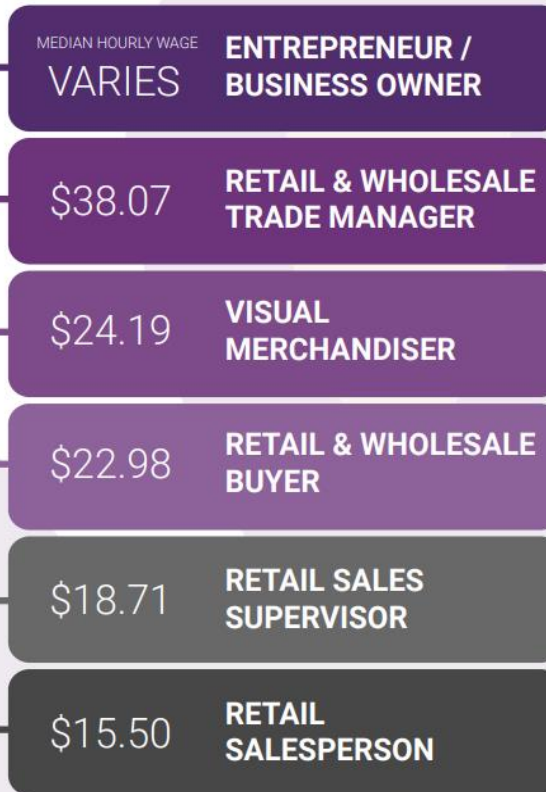 MEDIAN HOURLY WAGE
VARIES
ENTREPRENEUR /
BUSINESS OWNER
$38.07
RETAIL & WHOLESALE
TRADE MANAGER
$24.19
VISUAL
MERCHANDISER
$22.98
RETAIL & WHOLESALE
BUYER
$18.71
RETAIL SALES
SUPERVISOR
$15.50
RETAIL
SALESPERSON